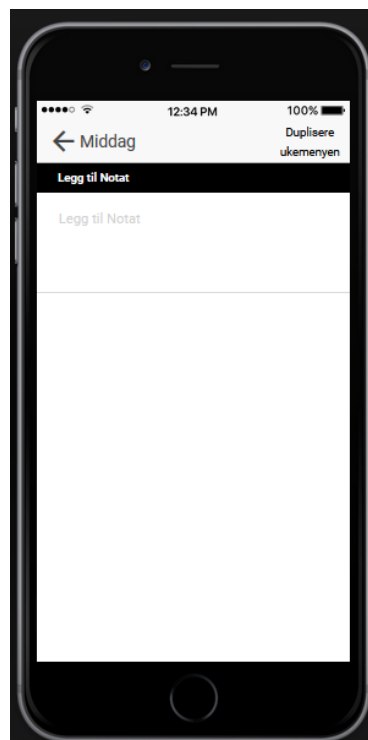 12:34 PM
100%
Middag
Duplisere
ukemenyen
Legg til Notat
Legg til Notat